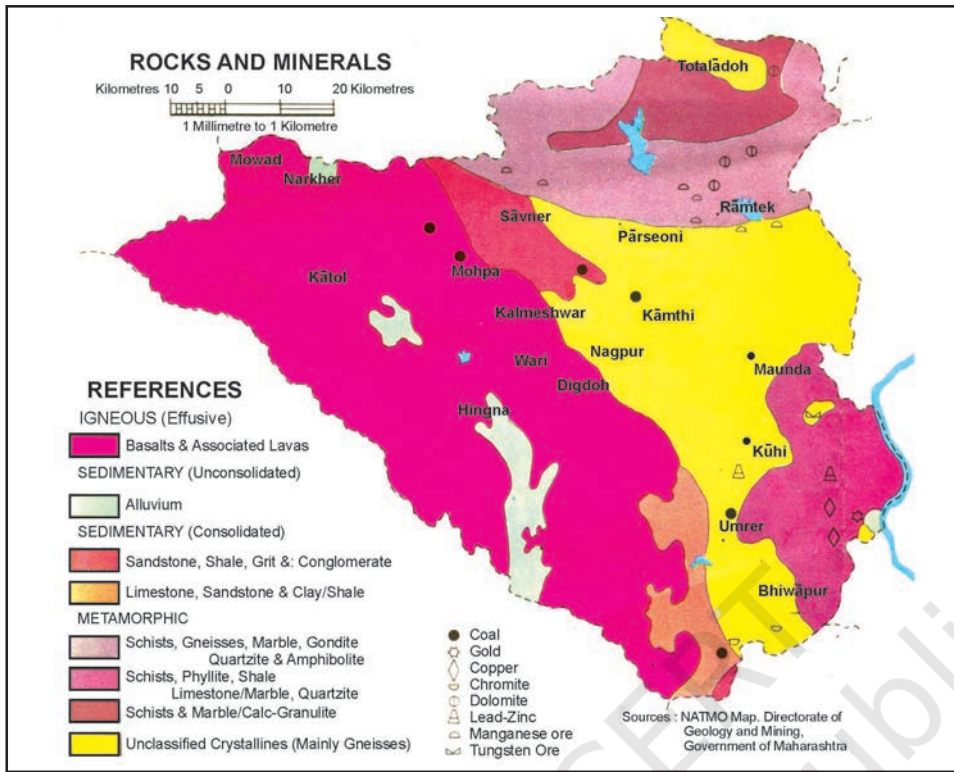 ROCKS AND MINERALS
Kilometres 10 5 0 10 20 Kilometres
1 Millimetre to 1 Kilometre
Totalādoh
Mowad
Narkher
Rāmtek
Sāvner
Pārseoni
Kātol
Mohpa
Kalmeshwar
Kāmthi
Nagpur
Wari
Digdoh
Maunda
Hingna
Kūhi
Umrer
Bhiwāpur
REFERENCES
IGNEOUS (Effusive)
Basalts & Associated Lavas
SEDIMENTARY (Unconsolidated)
Alluvium
SEDIMENTARY (Consolidated)
Sandstone, Shale, Grit &: Conglomerate
Limestone, Sandstone & Clay/Shale
METAMORPHIC
Schists, Gneisses, Marble, Gondite
Quartzite & Amphibolite
Schists, Phyllite, Shale
Limestone/Marble, Quartzite
Schists & Marble/Calc-Granulite
Unclassified Crystallines (Mainly Gneisses)
Coal
Gold
Copper
Chromite
Dolomite
Lead-Zinc
Manganese ore
Tungsten Ore
Sources : NATMO Map. Directorate of
Geology and Mining,
Government of Maharashtra